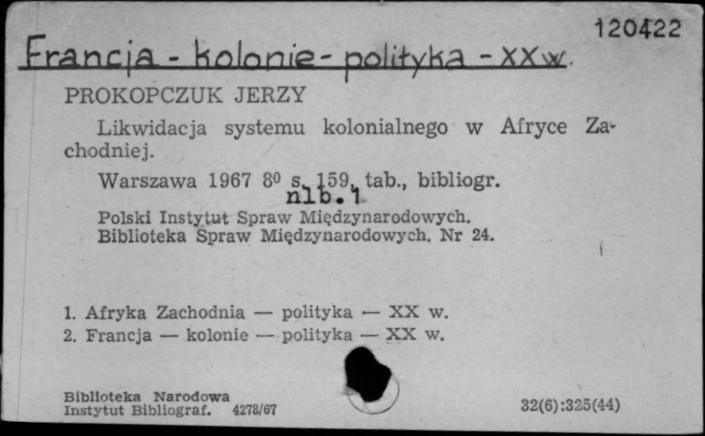 120422
Francja - kolonie - polityka - XX w.
PROKOPCZUK JERZY
Likwidacja systemu kolonialnego w Afryce Za-
chodniej.
Warszawa 1967 8⁰ s. 159, tab., bibliogr.
nlb. 1
Polski Instytut Spraw Międzynarodowych.
Biblioteka Spraw Międzynarodowych. Nr 24.
1. Afryka Zachodnia — polityka — XX w.
2. Francja — kolonie — polityka — XX w.
Biblioteka Narodowa
Instytut Bibliograf. 4278/67
32(6):325(44)